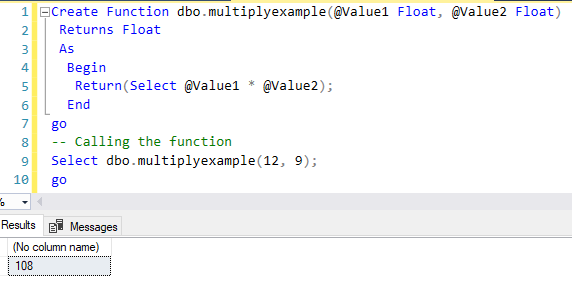 1 Create Function dbo.multiplyexample(@Value1 Float, @Value2 Float)
2 Returns Float
3 As
4 Begin
5 Return(Select @Value1 * @Value2);
6 End
7 go
8 -- Calling the function
9 Select dbo.multiplyexample(12, 9);
10 go
%
Results Messages
(No column name)
108